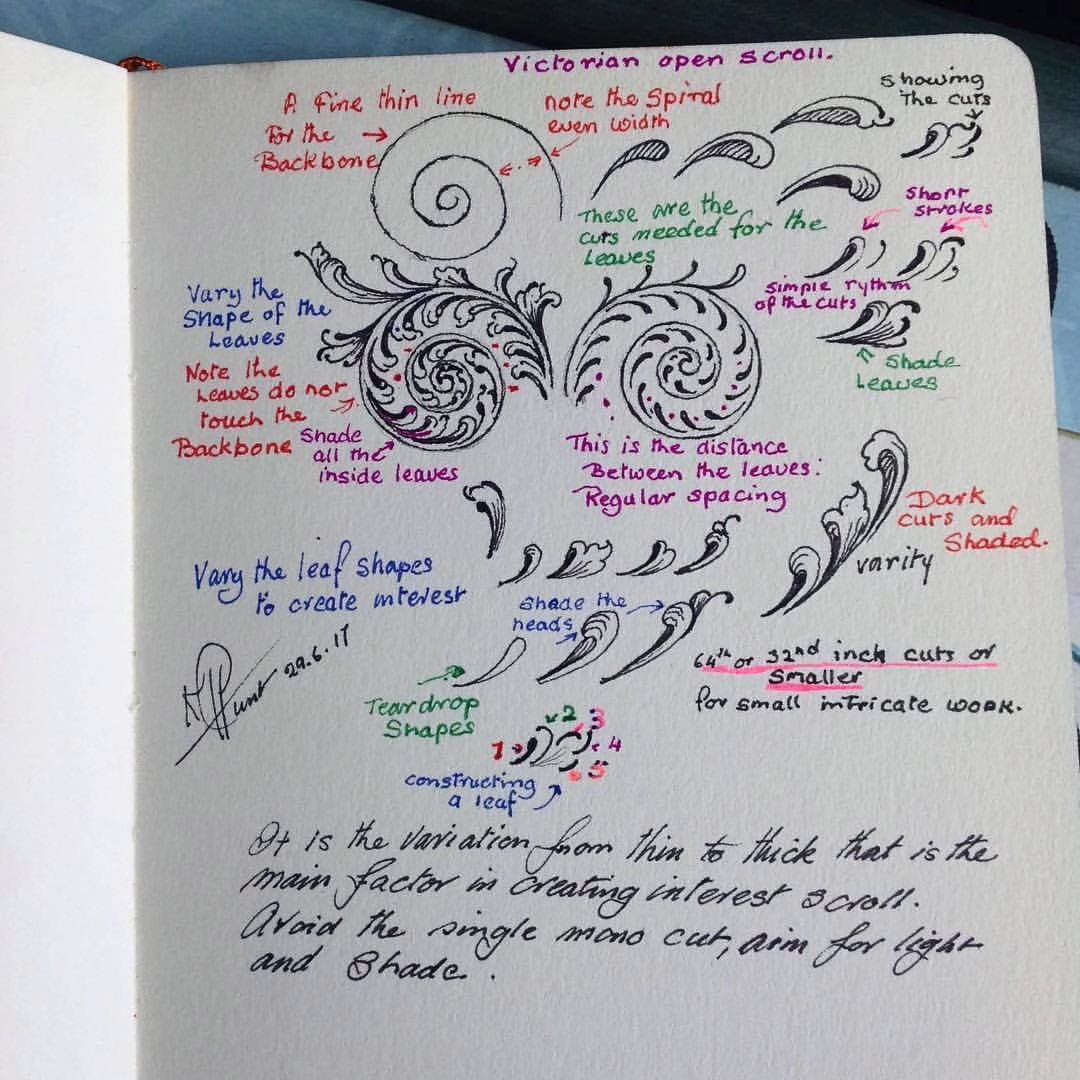 Victorian open scroll.
A Fine thin line
For the
Backbone
note the Spiral
even width
showing
The cuts
These are the
cuts needed for the
Leaves
Short
strokes
simple rythm
of the cuts
Shade
Leaves
Vary the
Shape of the
Leaves
Note the
Leaves do not
touch the
Backbone
Shade
all the
inside leaves
This is the distance
Between the leaves:
Regular spacing
Dark
cuts and
Shaded.
varity
Vary the leaf shapes
to create interest
Shade the
heads
29.6.17
Teardrop
Shapes
64th or 32nd inch cuts or
Smaller
for small intricate work.
1 2 3 4 5
constructing
a leaf
It is the variation from thin to thick that is the
main factor in creating interest scroll.
Avoid the single mono cut, aim for light
and shade.